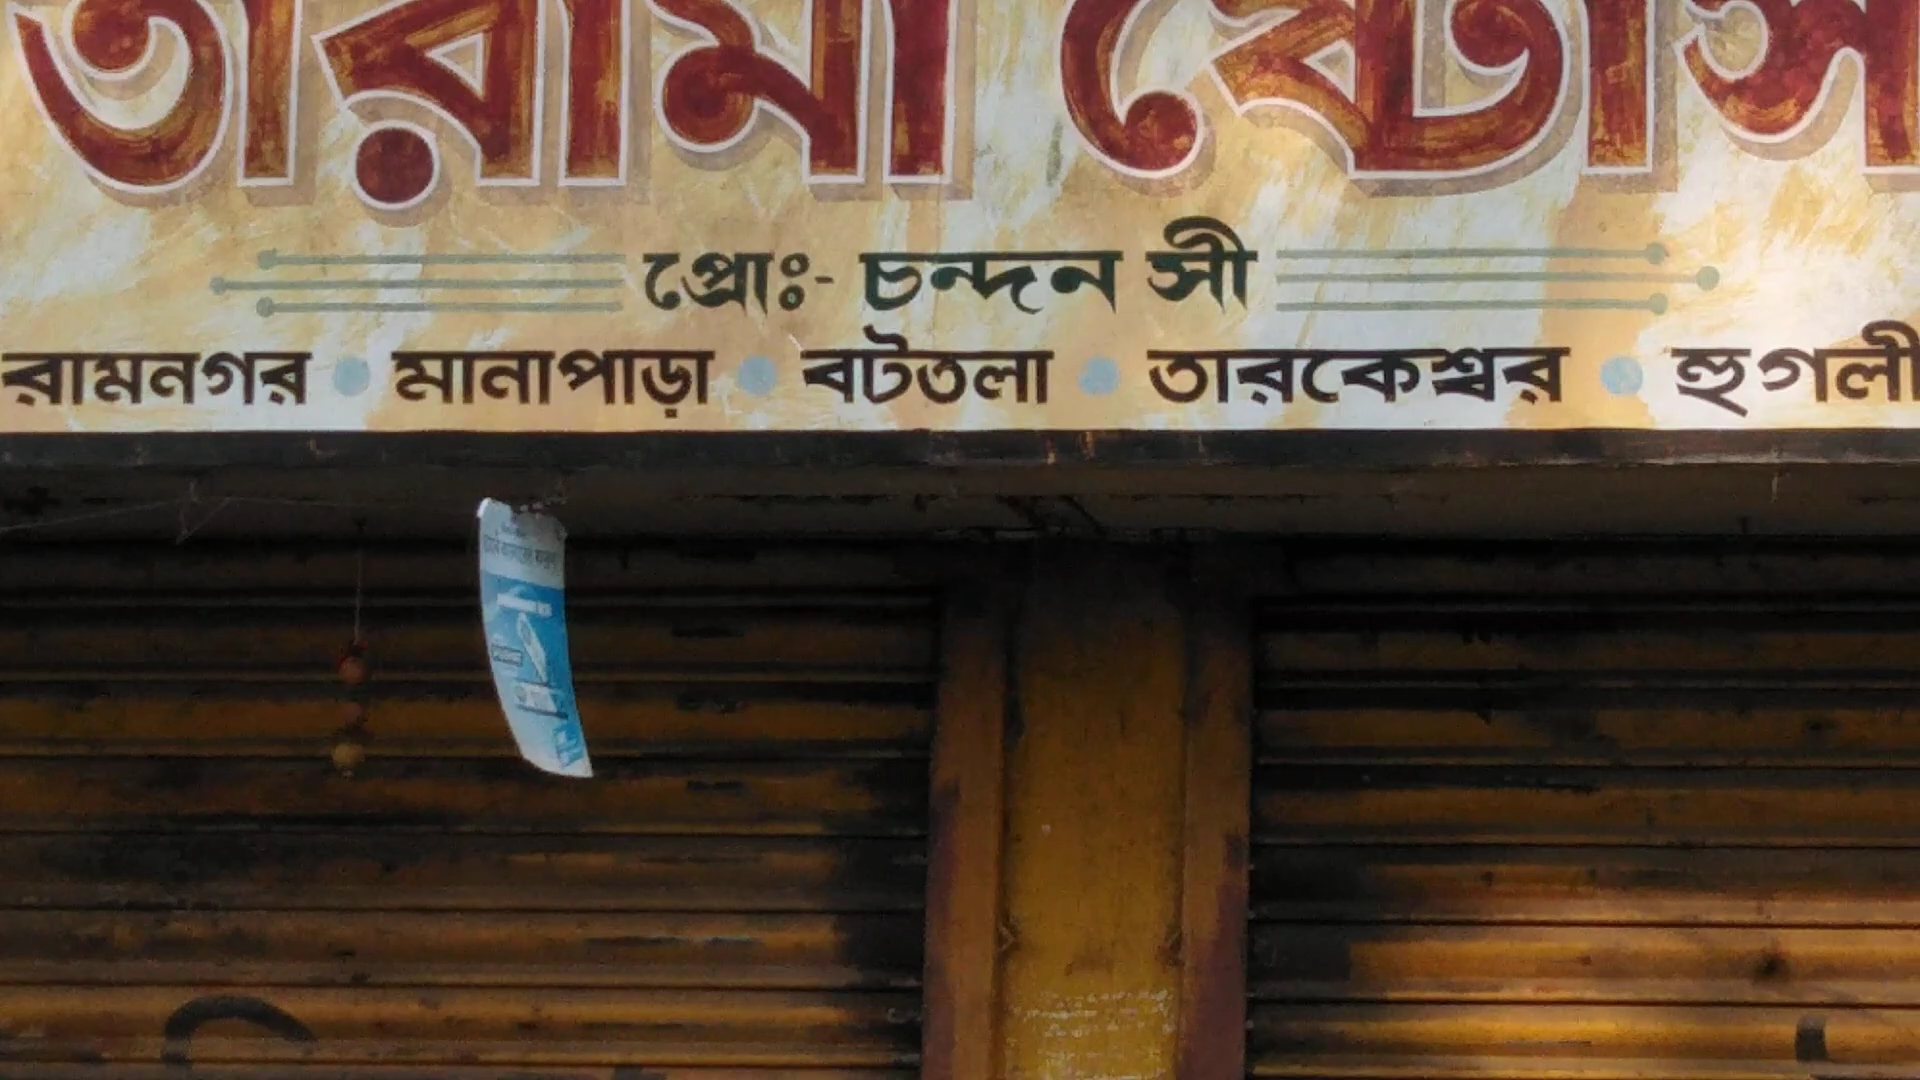 তারামা ষ্টোর্স
প্রোঃ- চন্দন সী
রামনগর • মানাপাড়া • বটতলা • তারকেশ্বর • হুগলী